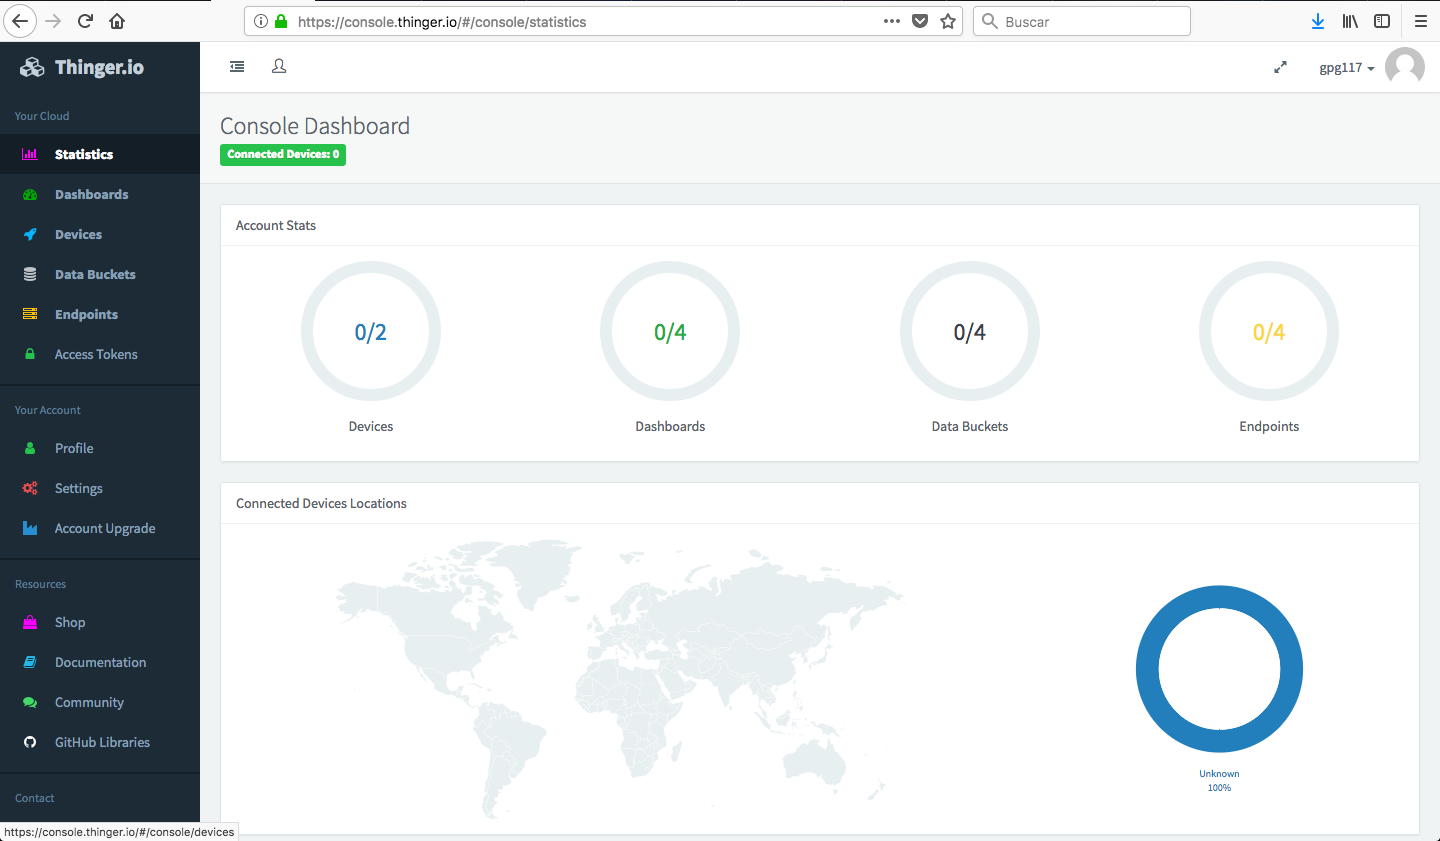 https://console.thinger.io/#/console/statistics
Buscar
Thinger.io
gpg117
Your Cloud
Statistics
Dashboards
Devices
Data Buckets
Endpoints
Access Tokens
Your Account
Profile
Settings
Account Upgrade
Resources
Shop
Documentation
Community
GitHub Libraries
Contact
https://console.thinger.io/#/console/devices
Console Dashboard
Connected Devices: 0
Account Stats
0/2
0/4
0/4
0/4
Devices
Dashboards
Data Buckets
Endpoints
Connected Devices Locations
Unknown
100%